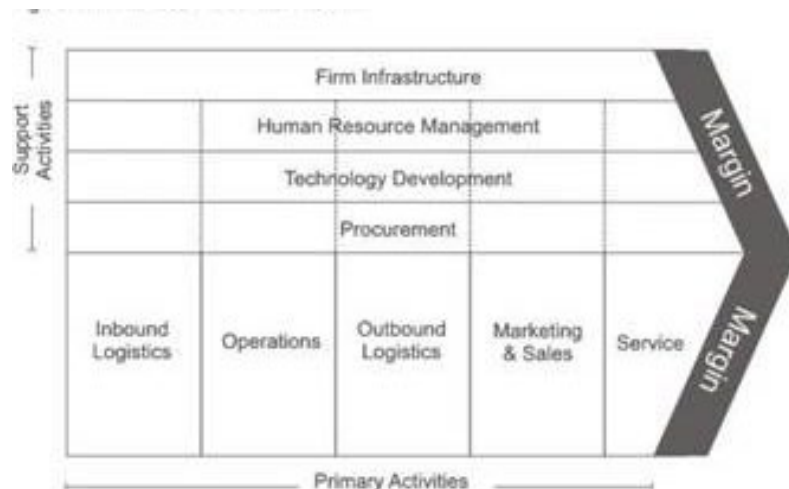 Firm Infrastructure
Human Resource Management
Technology Development
Procurement
Support
Activities
Inbound
Logistics
Operations
Outbound
Logistics
Marketing
& Sales
Service
Margin
Margin
Primary Activities